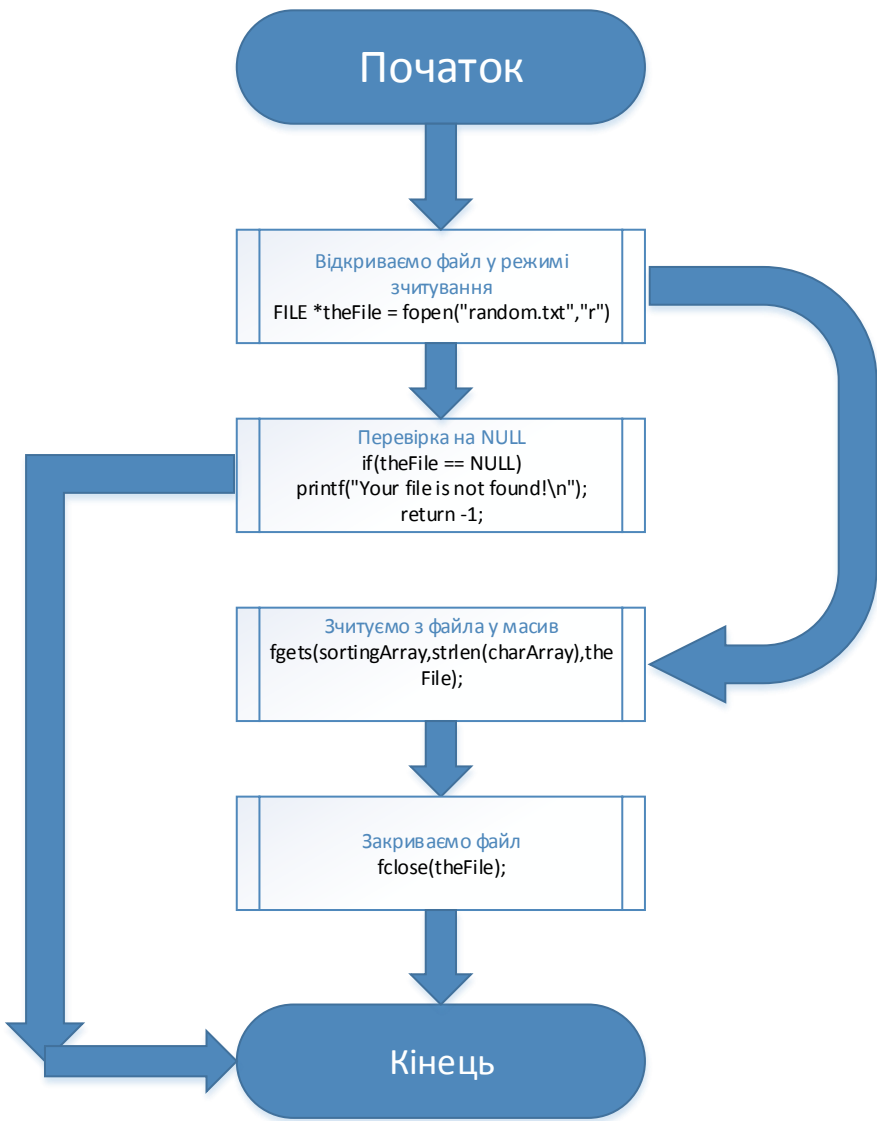 Початок
Відкриваємо файл у режимі
зчитування
FILE *theFile = fopen("random.txt","r")
Перевірка на NULL
if(theFile == NULL)
printf("Your file is not found!\n");
return -1;
Зчитуємо з файла у масив
fgets(sortingArray,strlen(charArray),the
File);
Закриваємо файл
fclose(theFile);
Кінець